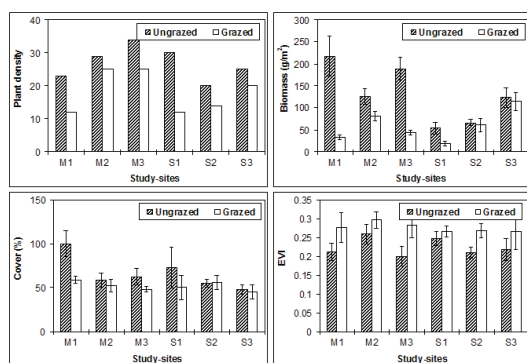 Plant density
40
30
20
10
0
Ungrazed Grazed
M1 M2 M3 S1 S2 S3
Study-sites
Biomass (g/m²)
300
250
200
150
100
50
0
Ungrazed Grazed
M1 M2 M3 S1 S2 S3
Study-sites
Cover (%)
150
100
50
0
Ungrazed Grazed
M1 M2 M3 S1 S2 S3
Study-sites
EVI
0.35
0.3
0.25
0.2
0.15
0.1
0.05
0
Ungrazed Grazed
M1 M2 M3 S1 S2 S3
Study-sites